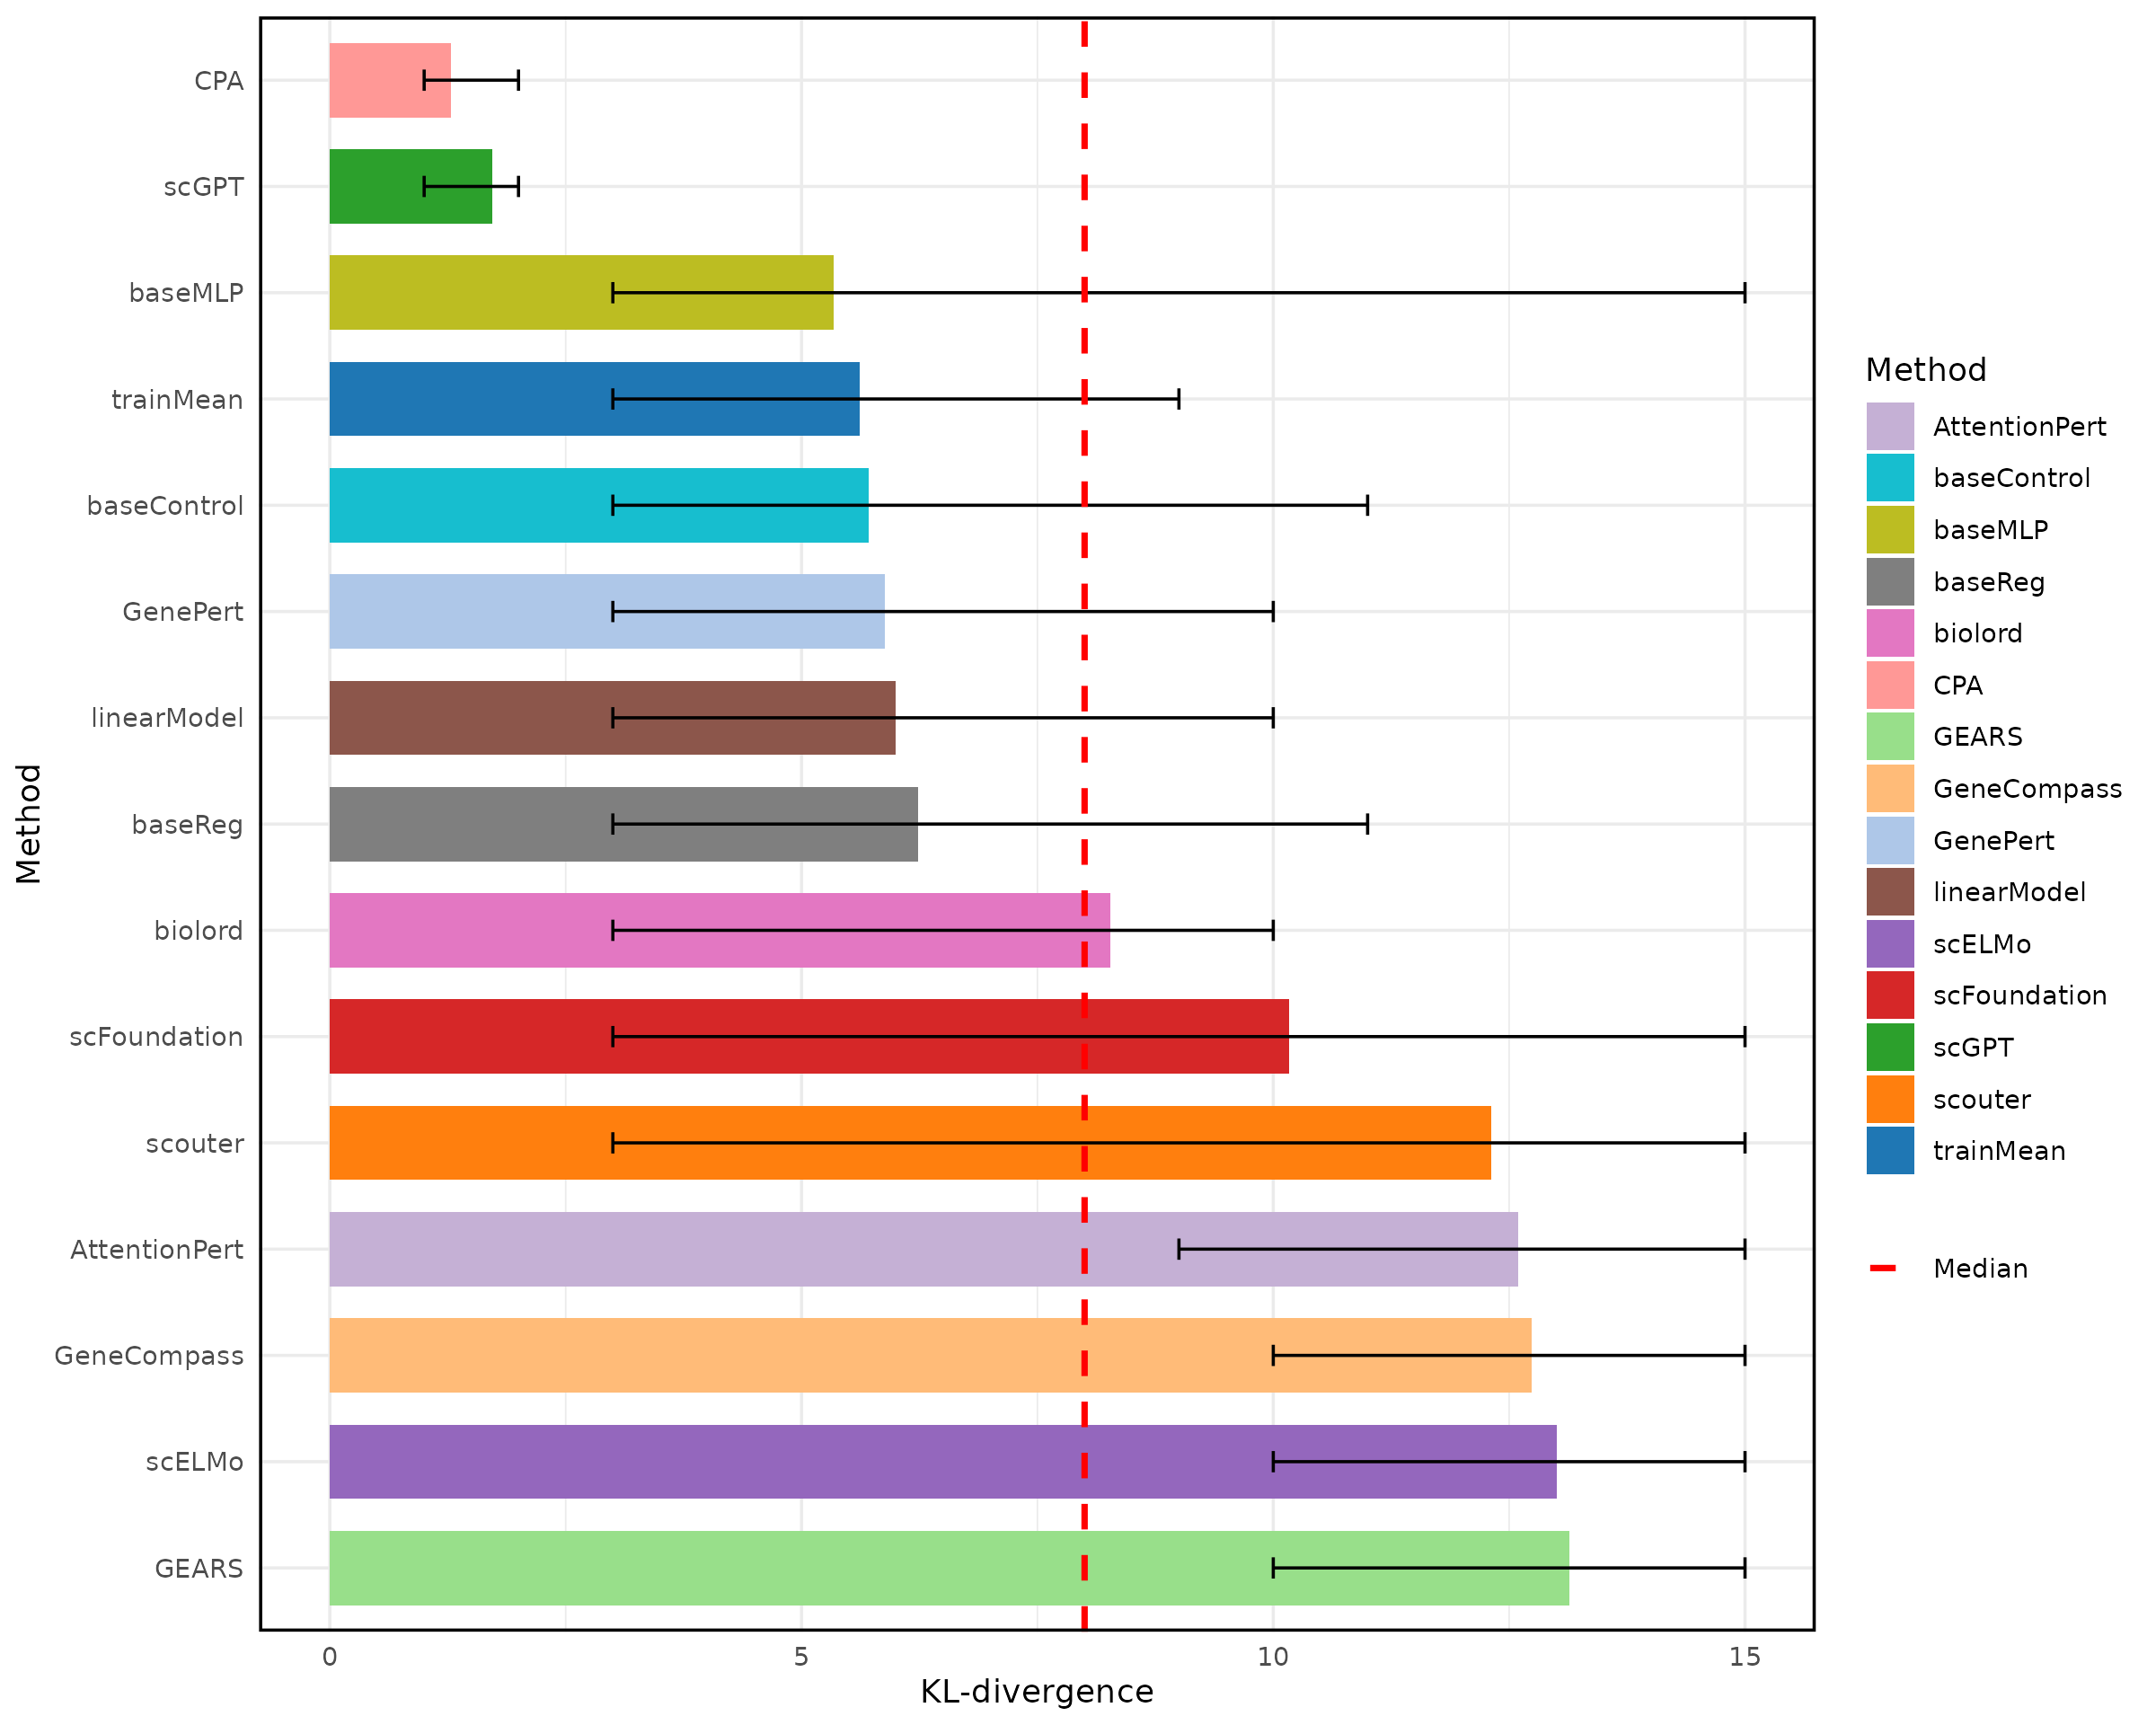 CPA
scGPT
baseMLP
trainMean
baseControl
GenePert
linearModel
baseReg
biolord
scFoundation
scouter
AttentionPert
GeneCompass
scELMo
GEARS
Method
0 5 10 15
KL-divergence
Method
AttentionPert
baseControl
baseMLP
baseReg
biolord
CPA
GEARS
GeneCompass
GenePert
linearModel
scELMo
scFoundation
scGPT
scouter
trainMean
Median